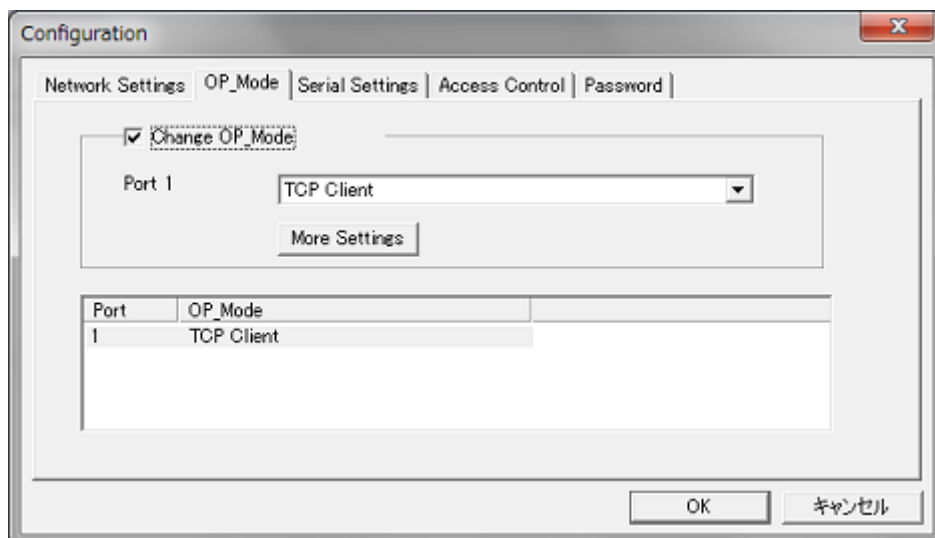 Configuration
Network Settings OP_Mode Serial Settings Access Control Password
Change OP_Mode
Port 1 TCP Client
More Settings
Port OP_Mode
1 TCP Client
OK キャンセル